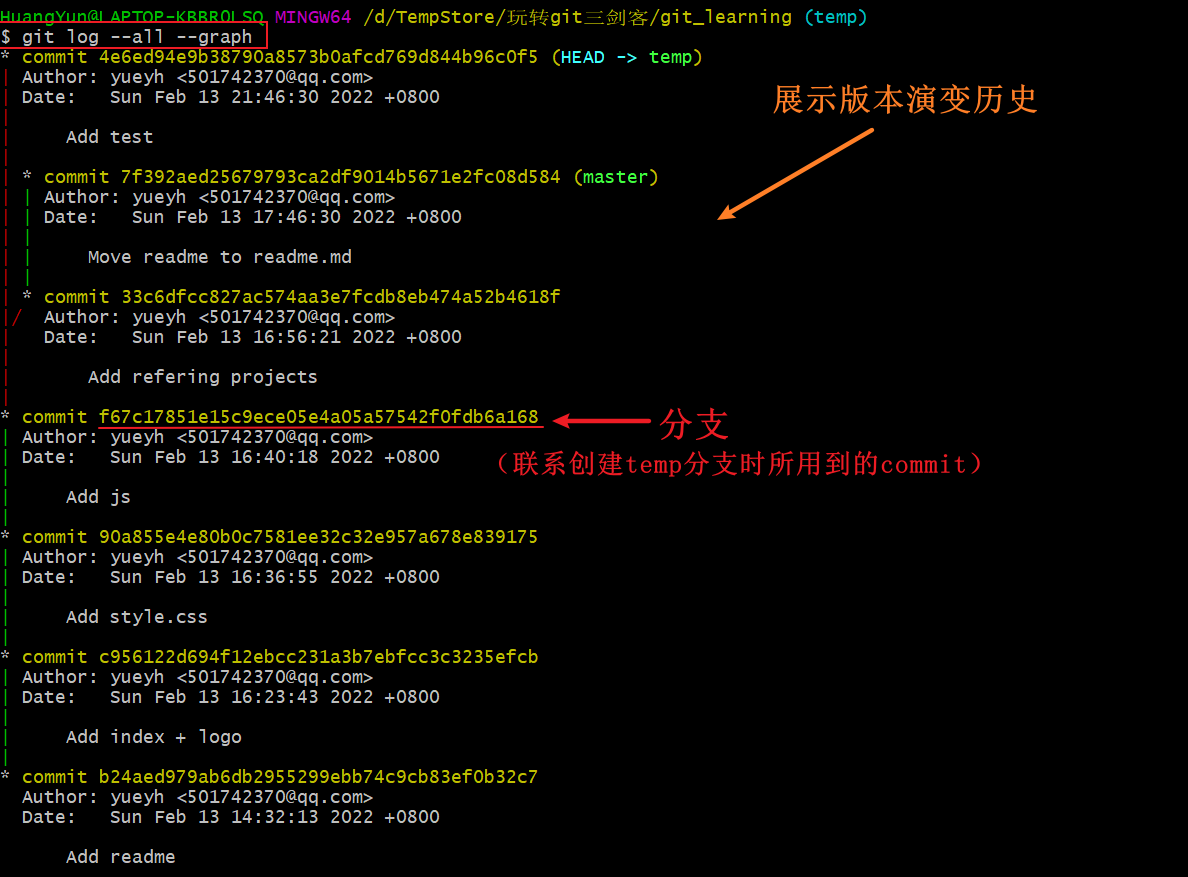 HuangYun@LAPTOP-KBBR0LSQ MINGW64 /d/TempStore/玩转git三剑客/git_learning (temp)
$ git log --all --graph
* commit 4e6ed94e9b38790a8573b0afcd769d844b96c0f5 (HEAD -> temp)
| Author: yueyh <501742370@qq.com>
| Date:   Sun Feb 13 21:46:30 2022 +0800
|
|     Add test
|
| * commit 7f392aed25679793ca2df9014b5671e2fc08d584 (master)
| | Author: yueyh <501742370@qq.com>
| | Date:   Sun Feb 13 17:46:30 2022 +0800
| |
| |     Move readme to readme.md
| |
| * commit 33c6dfcc827ac574aa3e7fcdb8eb474a52b4618f
|/  Author: yueyh <501742370@qq.com>
|   Date:   Sun Feb 13 16:56:21 2022 +0800
|
|       Add refering projects
|
* commit f67c17851e15c9ece05e4a05a57542f0fdb6a168
| Author: yueyh <501742370@qq.com>
| Date:   Sun Feb 13 16:40:18 2022 +0800
|
|     Add js
|
* commit 90a855e4e80b0c7581ee32c32e957a678e839175
| Author: yueyh <501742370@qq.com>
| Date:   Sun Feb 13 16:36:55 2022 +0800
|
|     Add style.css
|
* commit c956122d694f12ebcc231a3b7ebfcc3c3235efcb
| Author: yueyh <501742370@qq.com>
| Date:   Sun Feb 13 16:23:43 2022 +0800
|
|     Add index + logo
|
* commit b24aed979ab6db2955299ebb74c9cb83ef0b32c7
  Author: yueyh <501742370@qq.com>
  Date:   Sun Feb 13 14:32:13 2022 +0800

      Add readme
展示版本演变历史
分支
（联系创建temp分支时所用到的commit）